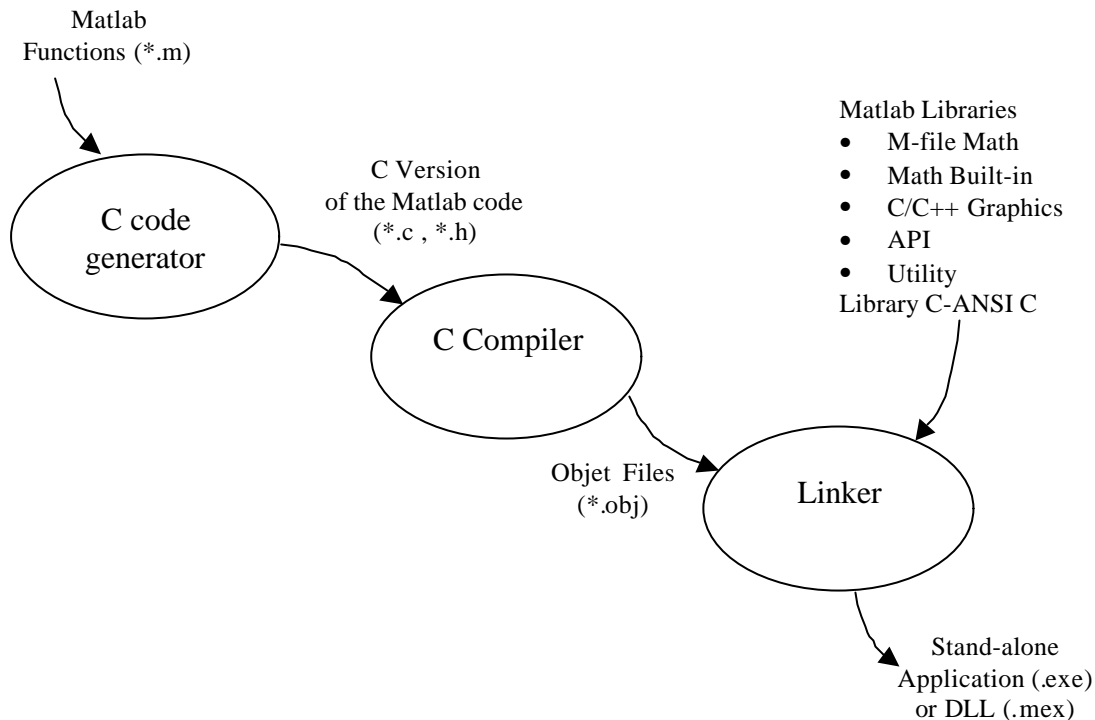 Matlab
Functions (*.m)
C code
generator
C Version
of the Matlab code
(*.c , *.h)
C Compiler
Matlab Libraries
• M-file Math
• Math Built-in
• C/C++ Graphics
• API
• Utility
Library C-ANSI C
Objet Files
(*.obj)
Linker
Stand-alone
Application (.exe)
or DLL (.mex)